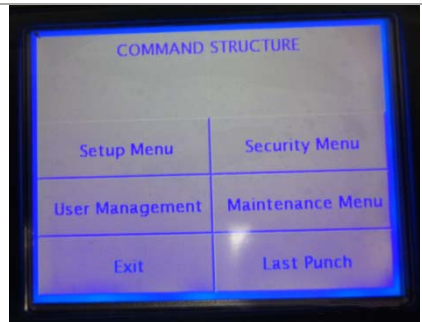 COMMAND STRUCTURE
Setup Menu Security Menu
User Management Maintenance Menu
Exit Last Punch